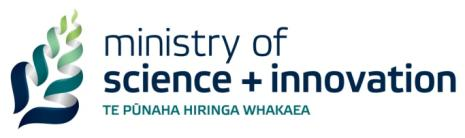 ministry of
science + innovation
TE PŪNAHA HIRINGA WHAKAEA